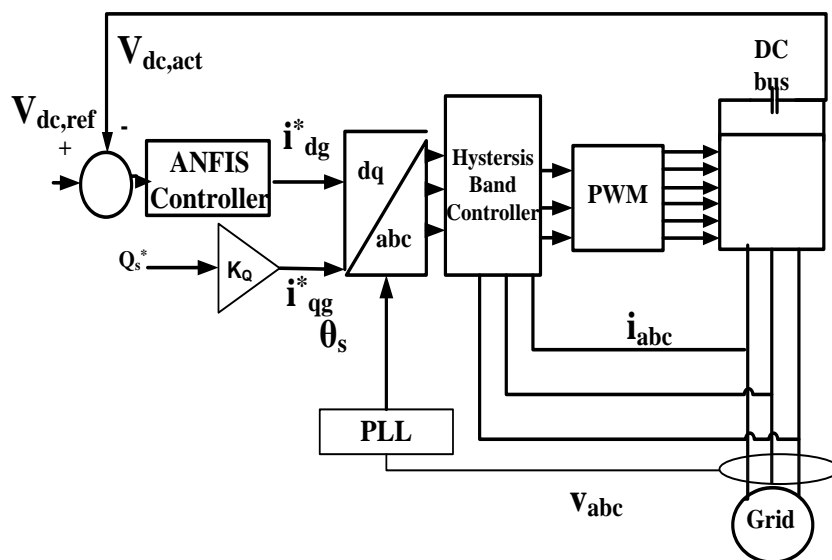 V_dc,act
DC
bus
V_dc,ref
+
-
ANFIS
Controller
i*_dg
dq
abc
Hystersis
Band
Controller
PWM
Q_s*
K_Q
i*_qg
θ_s
i_abc
PLL
v_abc
Grid